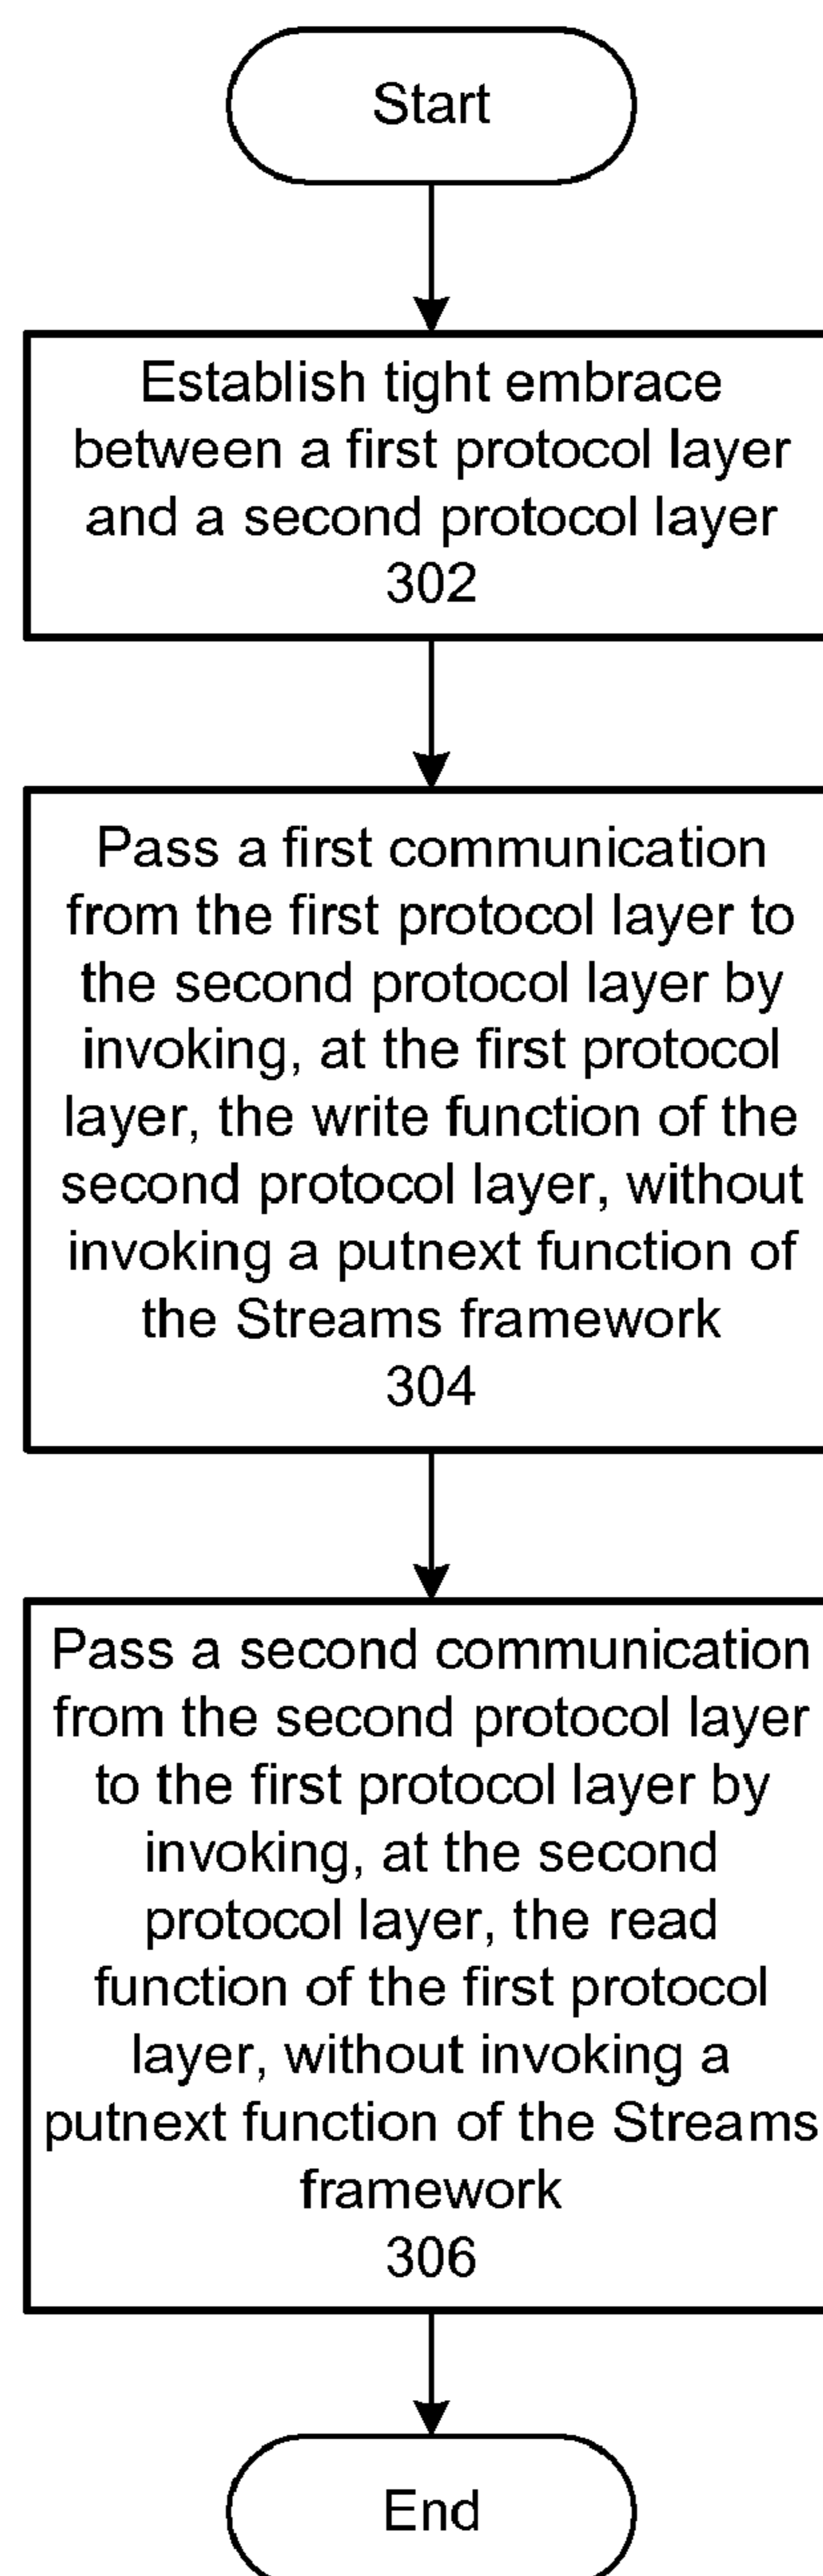 Start
Establish tight embrace
between a first protocol layer
and a second protocol layer
302
Pass a first communication
from the first protocol layer to
the second protocol layer by
invoking, at the first protocol
layer, the write function of the
second protocol layer, without
invoking a putnext function of
the Streams framework
304
Pass a second communication
from the second protocol layer
to the first protocol layer by
invoking, at the second
protocol layer, the read
function of the first protocol
layer, without invoking a
putnext function of the Streams
framework
306
End